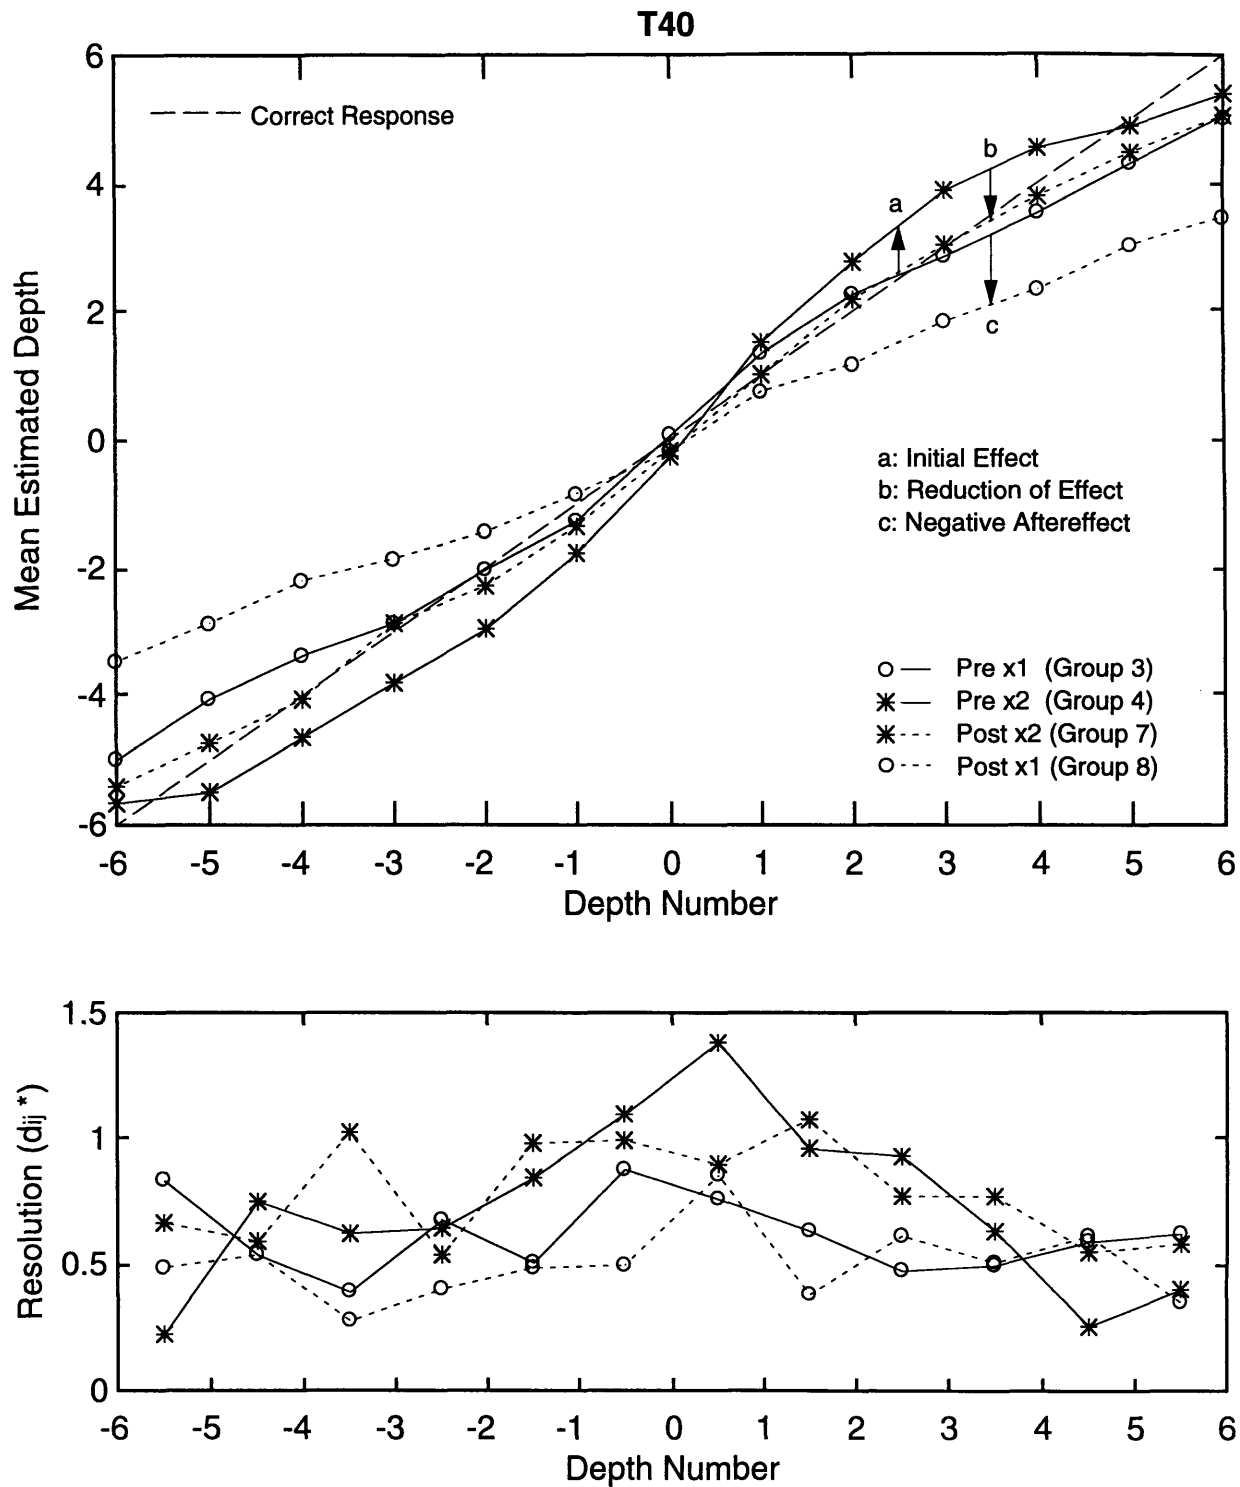 T40
6
4
2
0
-2
-4
-6
Mean Estimated Depth
Correct Response
a
b
c
a: Initial Effect
b: Reduction of Effect
c: Negative Aftereffect
Pre x1 (Group 3)
Pre x2 (Group 4)
Post x2 (Group 7)
Post x1 (Group 8)
-6 -5 -4 -3 -2 -1 0 1 2 3 4 5 6
Depth Number
1.5
1
0.5
0
Resolution (dij *)
-6 -5 -4 -3 -2 -1 0 1 2 3 4 5 6
Depth Number